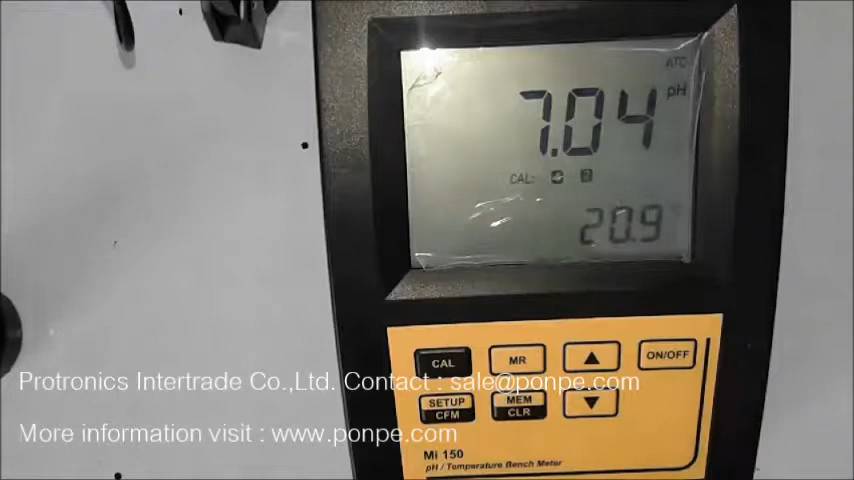 ATC
7.04 pH
CAL:
20.9
CAL
MR
ON/OFF
SETUP
CFM
MEM
CLR
Protronics Intertrade Co.,Ltd. Contact : sale@ponpe.com
More information visit : www.ponpe.com
Mi 150
pH / Temperature Bench Meter